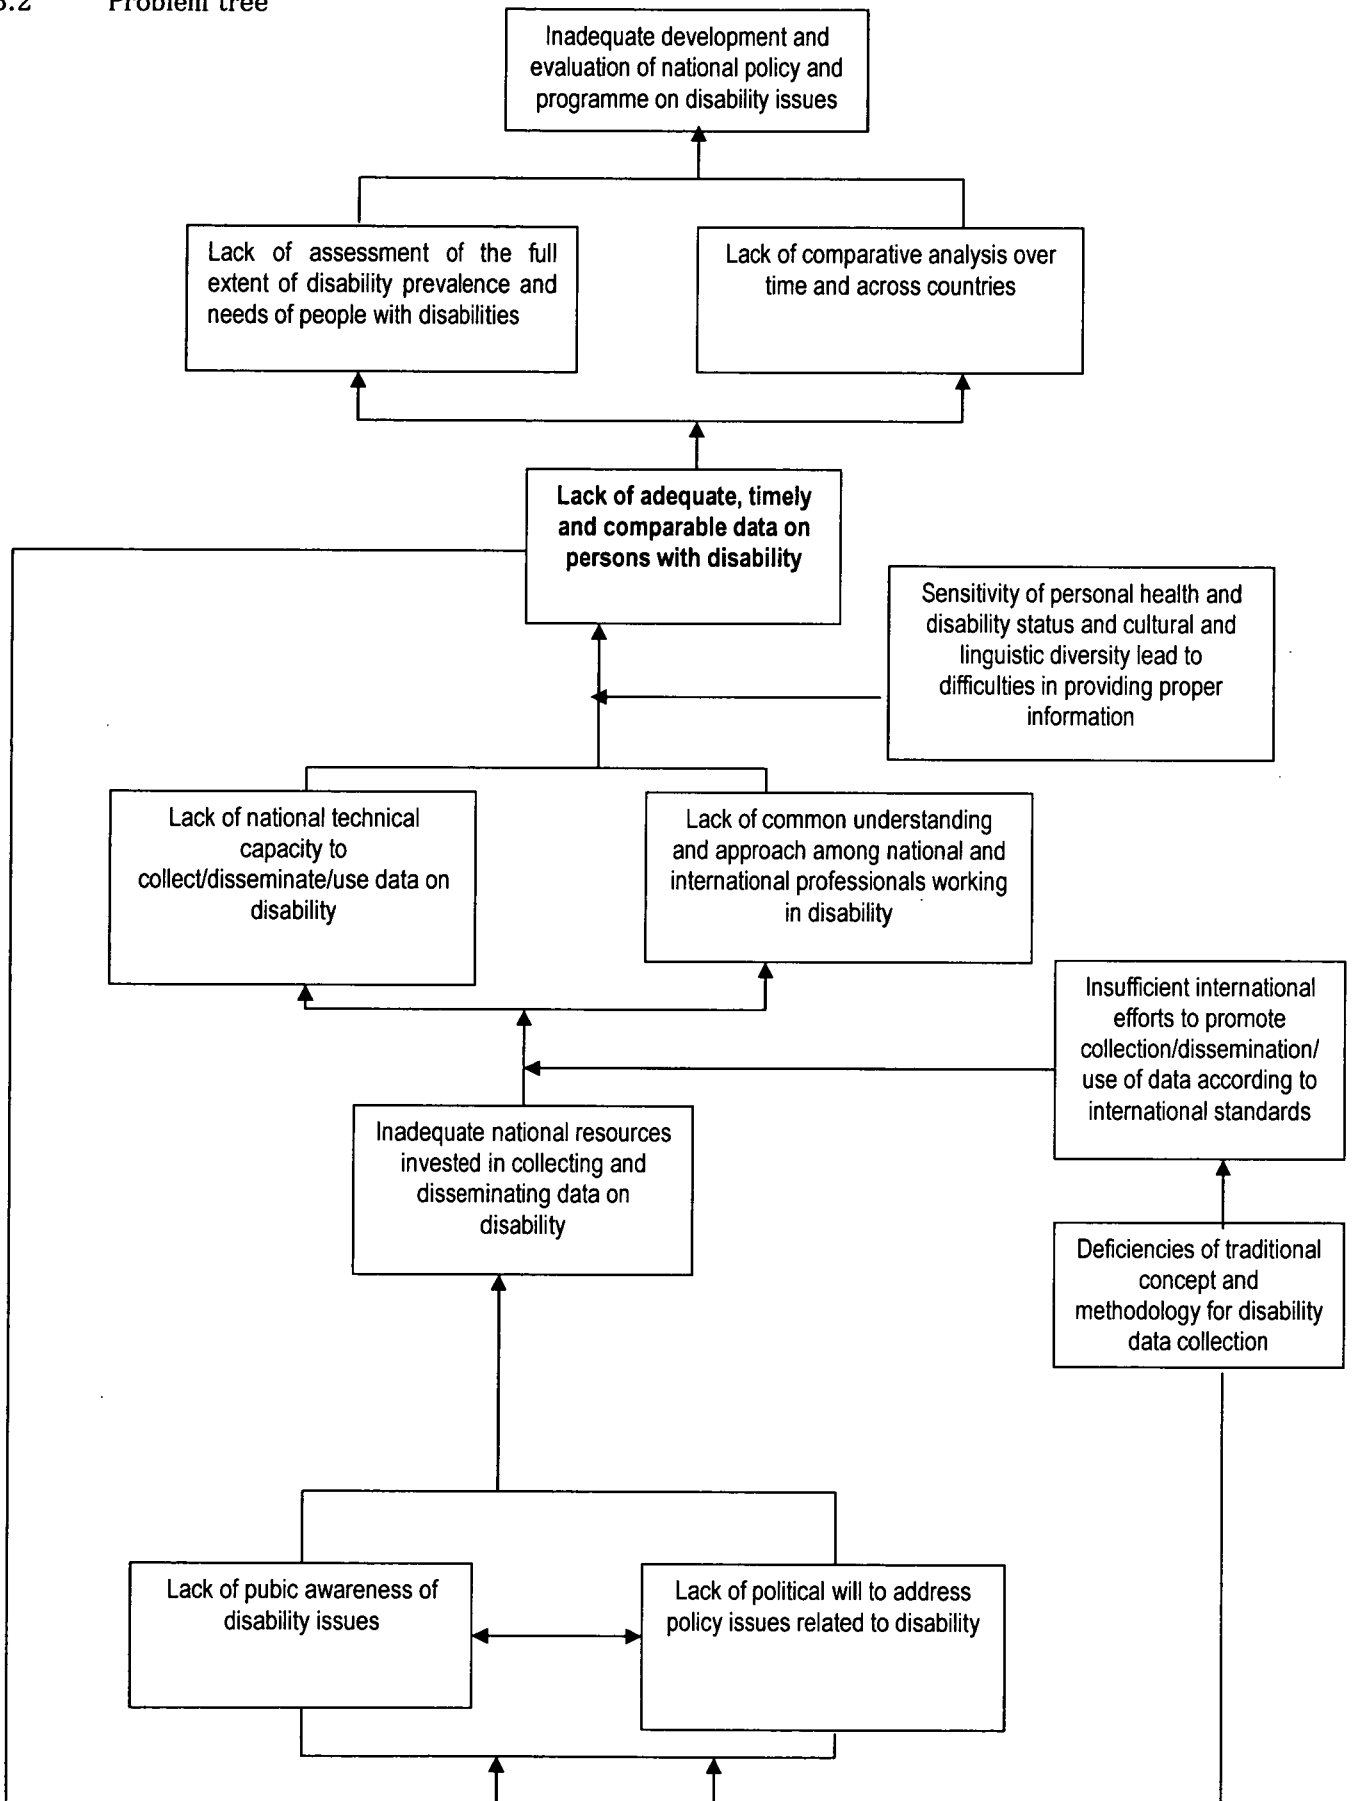 3.2 Problem tree
Inadequate development and
evaluation of national policy and
programme on disability issues
Lack of assessment of the full
extent of disability prevalence and
needs of people with disabilities
Lack of comparative analysis over
time and across countries
Lack of adequate, timely
and comparable data on
persons with disability
Sensitivity of personal health and
disability status and cultural and
linguistic diversity lead to
difficulties in providing proper
information
Lack of national technical
capacity to
collect/disseminate/use data on
disability
Lack of common understanding
and approach among national and
international professionals working
in disability
Insufficient international
efforts to promote
collection/dissemination/
use of data according to
international standards
Inadequate national resources
invested in collecting and
disseminating data on
disability
Deficiencies of traditional
concept and
methodology for disability
data collection
Lack of pubic awareness of
disability issues
Lack of political will to address
policy issues related to disability